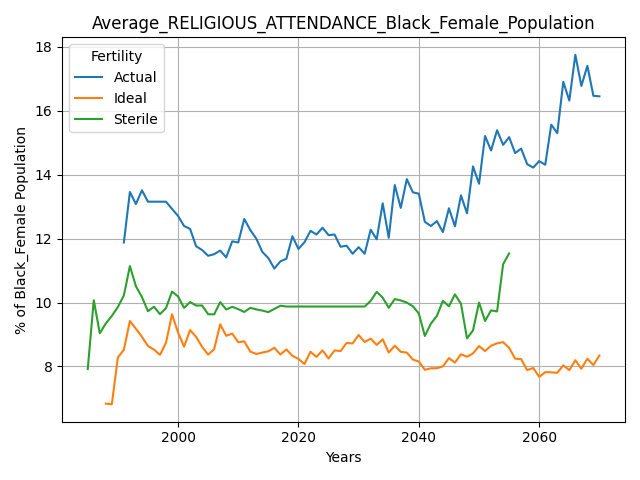 Average_RELIGIOUS_ATTENDANCE_Black_Female_Population
Fertility
Actual
Ideal
Sterile
% of Black_Female Population
18
16
14
12
10
8
2000 2020 2040 2060
Years